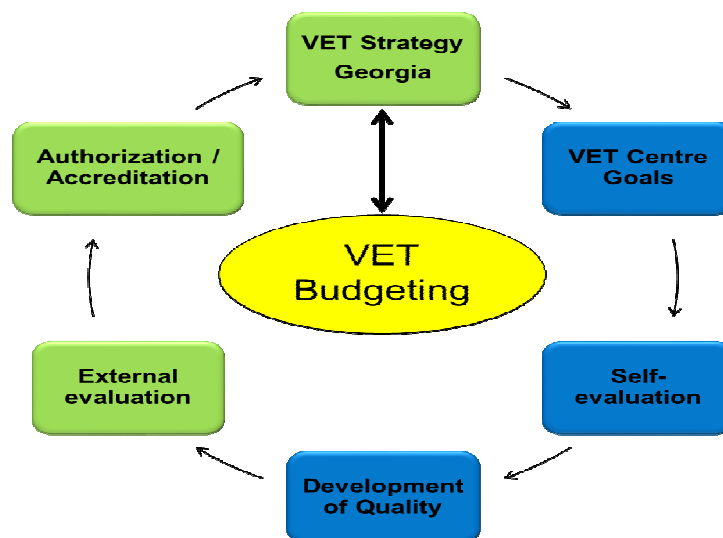 VET Strategy
Georgia
Authorization /
Accreditation
VET Centre
Goals
VET
Budgeting
External
evaluation
Self-
evaluation
Development
of Quality